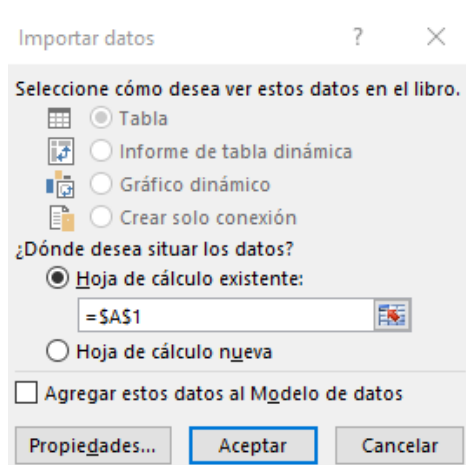 Importar datos ?
Seleccione cómo desea ver estos datos en el libro.
Tabla
Informe de tabla dinámica
Gráfico dinámico
Crear solo conexión
¿Dónde desea situar los datos?
Hoja de cálculo existente:
=$A$1
Hoja de cálculo nueva
Agregar estos datos al Modelo de datos
Propiedades... Aceptar Cancelar